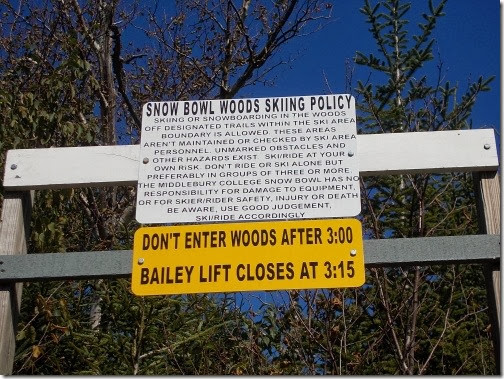 SNOW BOWL WOODS SKIING POLICY
SKIING OR SNOWBOARDING IN THE WOODS
OFF DESIGNATED TRAILS WITHIN THE SKI AREA
BOUNDARY IS ALLOWED. THESE AREAS
AREN'T MAINTAINED OR CHECKED BY SKI AREA
PERSONNEL. UNMARKED OBSTACLES AND
OTHER HAZARDS EXIST. SKI/RIDE AT YOUR
OWN RISK. DON'T RIDE OR SKI ALONE BUT
PREFERABLY IN GROUPS OF THREE OR MORE.
THE MIDDLEBURY COLLEGE SNOW BOWL HAS NO
RESPONSIBILITY FOR DAMAGE TO EQUIPMENT,
OR FOR SKIER/RIDER SAFETY, INJURY OR DEATH.
BE AWARE, USE GOOD JUDGEMENT,
SKI/RIDE ACCORDINGLY
DON'T ENTER WOODS AFTER 3:00
BAILEY LIFT CLOSES AT 3:15